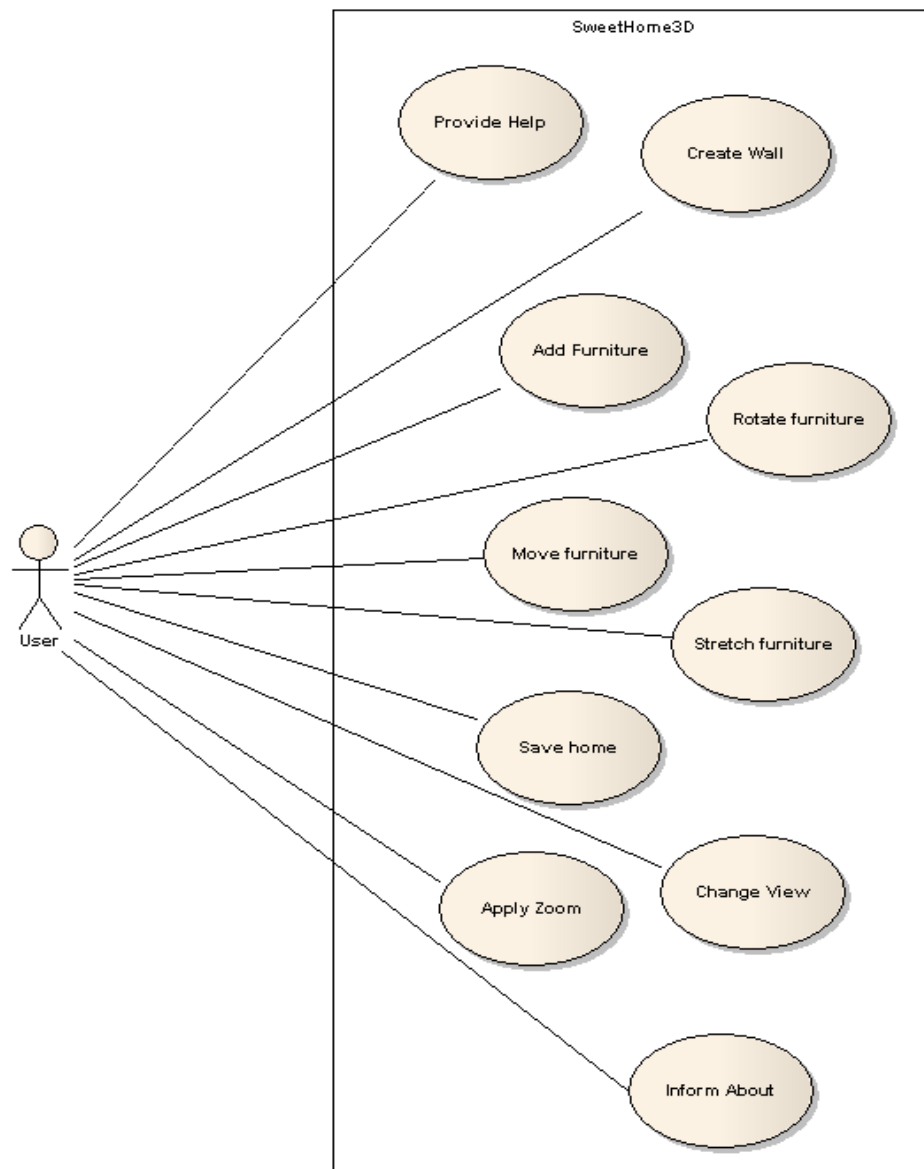 SweetHome3D
Provide Help
Create Wall
Add Furniture
Rotate furniture
Move furniture
User
Stretch furniture
Save home
Change View
Apply Zoom
Inform About